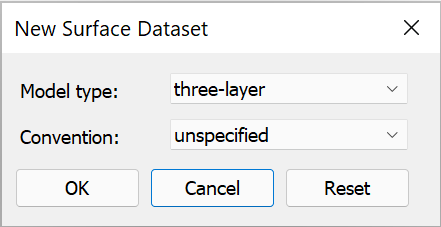 New Surface Dataset
Model type: three-layer
Convention: unspecified
OK Cancel Reset